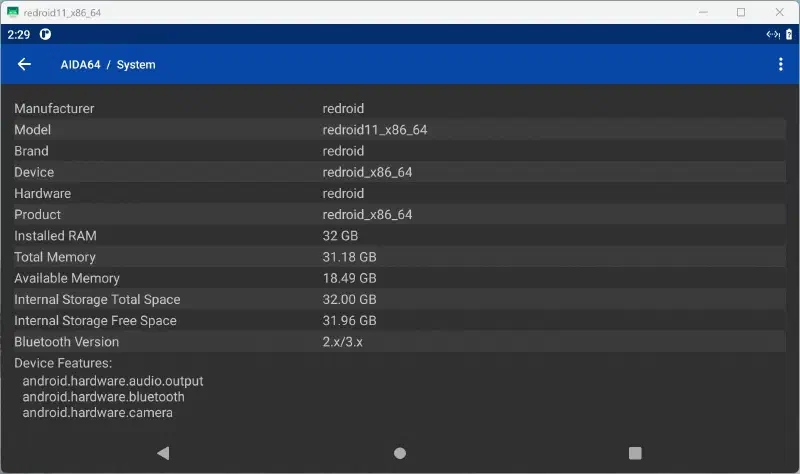 redroid11_x86_64
2:29
AIDA64 / System
Manufacturer redroid
Model redroid11_x86_64
Brand redroid
Device redroid_x86_64
Hardware redroid
Product redroid_x86_64
Installed RAM 32 GB
Total Memory 31.18 GB
Available Memory 18.49 GB
Internal Storage Total Space 32.00 GB
Internal Storage Free Space 31.96 GB
Bluetooth Version 2.x/3.x
Device Features:
android.hardware.audio.output
android.hardware.bluetooth
android.hardware.camera